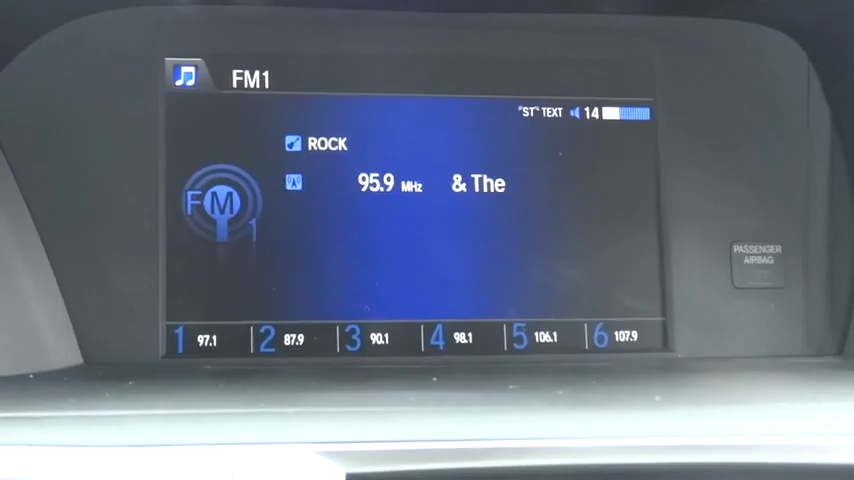 FM1
"ST" TEXT 14
ROCK
FM1
95.9 MHz & The
PASSENGER
AIRBAG
1 97.1 2 87.9 3 90.1 4 98.1 5 106.1 6 107.9